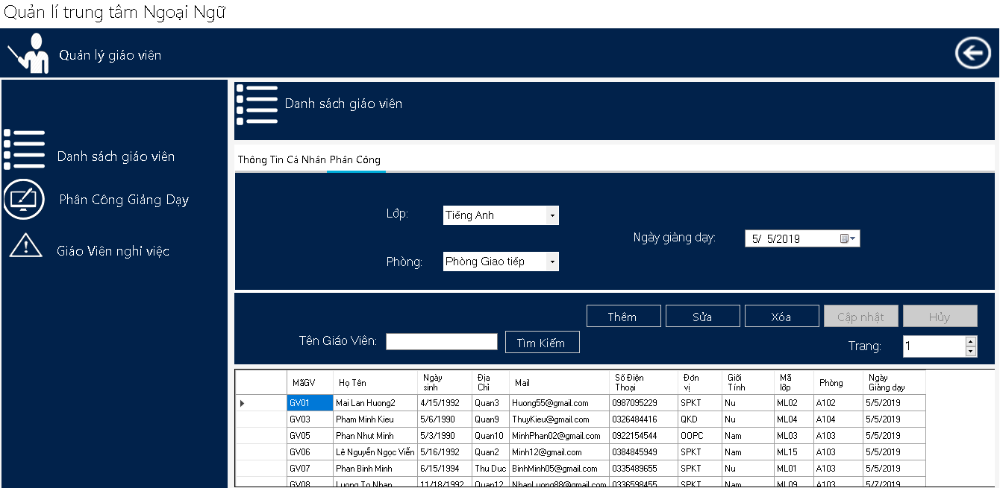 Quản lí trung tâm Ngoại Ngữ
Quản lý giáo viên
Danh sách giáo viên
Phân Công Giảng Dạy
Giáo Viên nghỉ việc
Danh sách giáo viên
Thông Tin Cá Nhân Phân Công
Lớp: Tiếng Anh
Ngày giảng dạy: 5/ 5/2019
Phòng: Phòng Giao tiếp
Thêm Sửa Xóa Cập nhật Hủy
Tên Giáo Viên: Tìm Kiếm Trang: 1
MãGV Họ Tên Ngày sinh Địa Chỉ Mail Số Điện Thoại Đơn vị Giới Tính Mã lớp Phòng Ngày Giảng dạy
GV01 Mai Lan Huong2 4/15/1992 Quan3 Huong55@gmail.com 0987095229 SPKT Nu ML02 A102 5/5/2019
GV03 Pham Minh Kieu 5/6/1990 Quan9 ThuyKieu@gmail.com 0326484416 QKD Nu ML04 A104 5/5/2019
GV05 Phan Nhut Minh 5/3/1990 Quan10 MinhPhan02@gmail.com 0922154544 OOPC Nam ML03 A103 5/5/2019
GV06 Lê Nguyễn Ngọc Viễn 5/16/1992 Quan2 Minh12@gmail.com 0384845949 SPKT Nam ML15 A103 5/5/2019
GV07 Phan Binh Minh 6/15/1994 Thu Duc BinhMinh05@gmail.com 0335489655 SPKT Nu ML01 A103 5/5/2019
GV08 Luong To Nhan 11/18/1992 Quan12 NhanLuong88@gmail.com 0336598455 SPKT Nam ML09 A103 5/7/2019